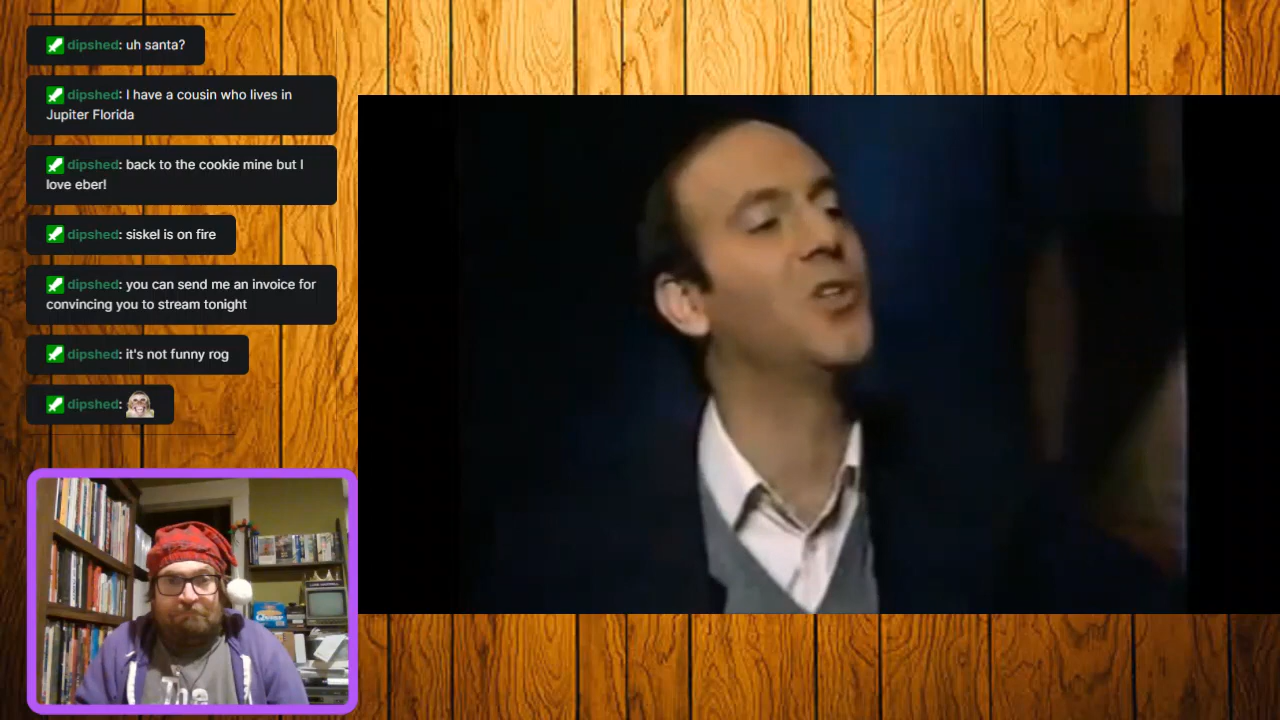 dipshed: uh santa?
dipshed: I have a cousin who lives in
Jupiter Florida
dipshed: back to the cookie mine but I
love eber!
dipshed: siskel is on fire
dipshed: you can send me an invoice for
convincing you to stream tonight
dipshed: it's not funny rog
dipshed: